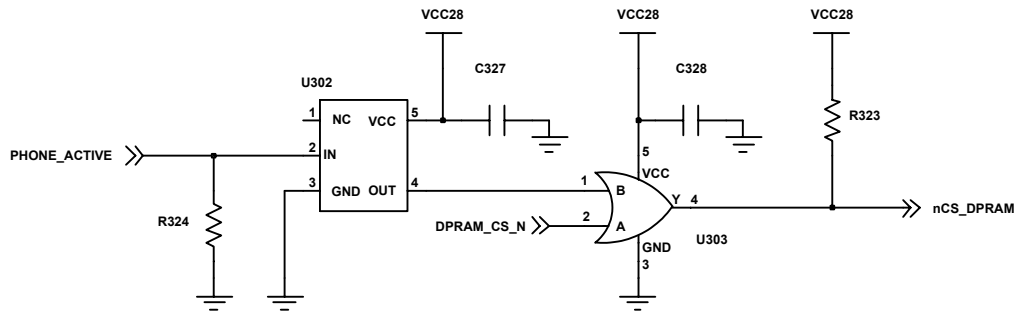 VCC28
VCC28
VCC28
C327
C328
U302
1
NC
VCC
5
R323
PHONE_ACTIVE
2
IN
5
VCC
3
GND
OUT
4
1
B
Y
4
nCS_DPRAM
R324
DPRAM_CS_N
2
A
U303
GND
3